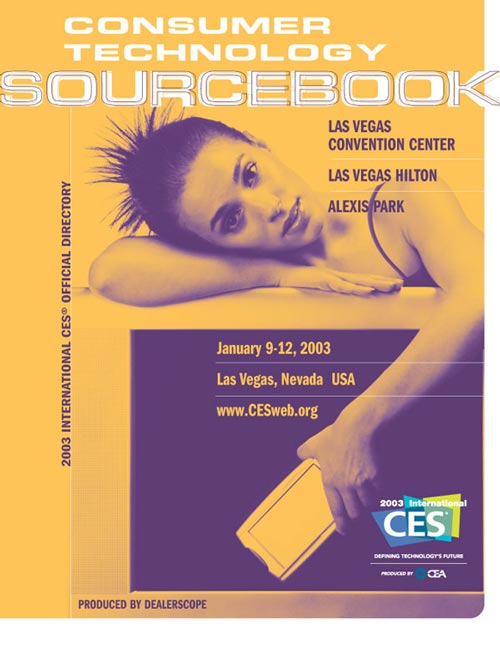 CONSUMER
TECHNOLOGY
SOURCEBOOK
LAS VEGAS
CONVENTION CENTER
LAS VEGAS HILTON
ALEXIS PARK
2003 INTERNATIONAL CES® OFFICIAL DIRECTORY
January 9-12, 2003
Las Vegas, Nevada USA
www.CESweb.org
2003 International
CES®
DEFINING TECHNOLOGY'S FUTURE
PRODUCED BY CEA
PRODUCED BY DEALERSCOPE